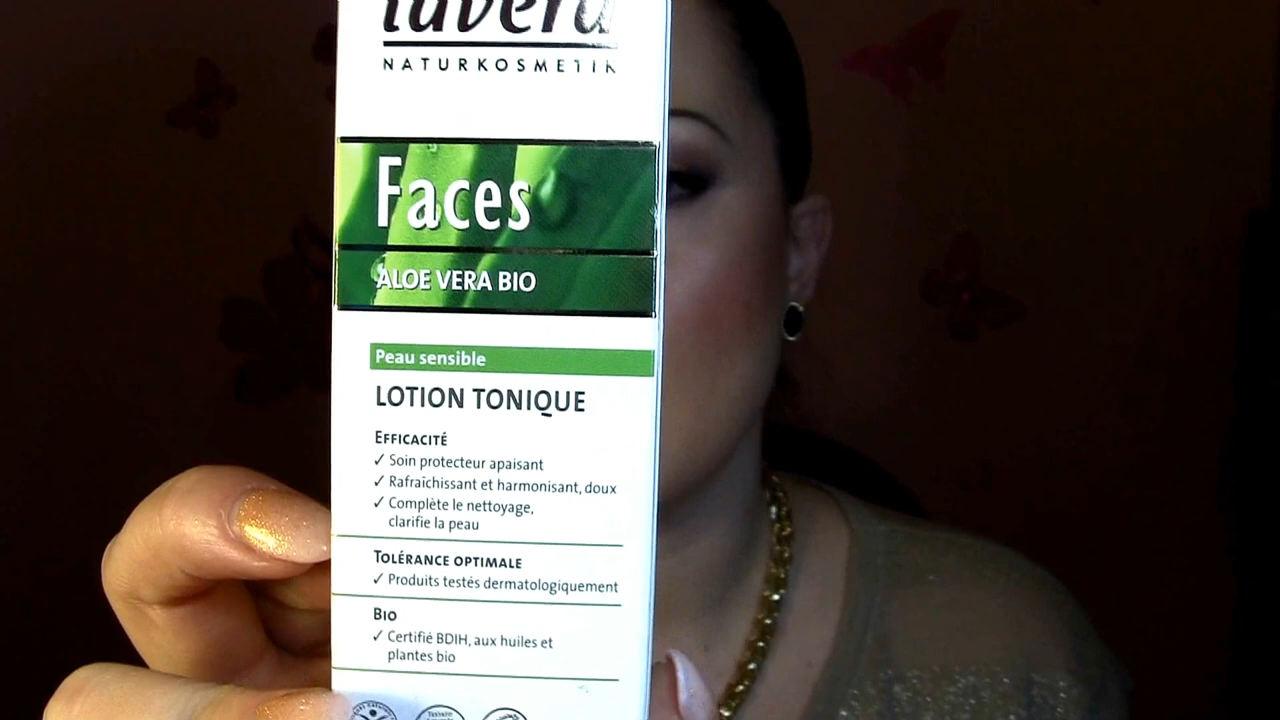 lavera
NATURKOSMETIK
Faces
ALOE VERA BIO
Peau sensible
LOTION TONIQUE
EFFICACITÉ
✓ Soin protecteur apaisant
✓ Rafraîchissant et harmonisant, doux
✓ Complète le nettoyage,
clarifie la peau
TOLÉRANCE OPTIMALE
✓ Produits testés dermatologiquement
BIO
✓ Certifié BDIH, aux huiles et
plantes bio